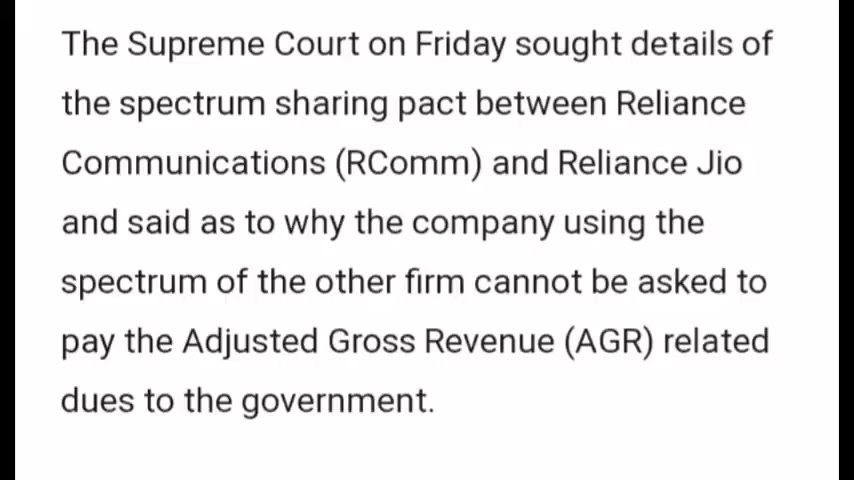 The Supreme Court on Friday sought details of
the spectrum sharing pact between Reliance
Communications (RComm) and Reliance Jio
and said as to why the company using the
spectrum of the other firm cannot be asked to
pay the Adjusted Gross Revenue (AGR) related
dues to the government.